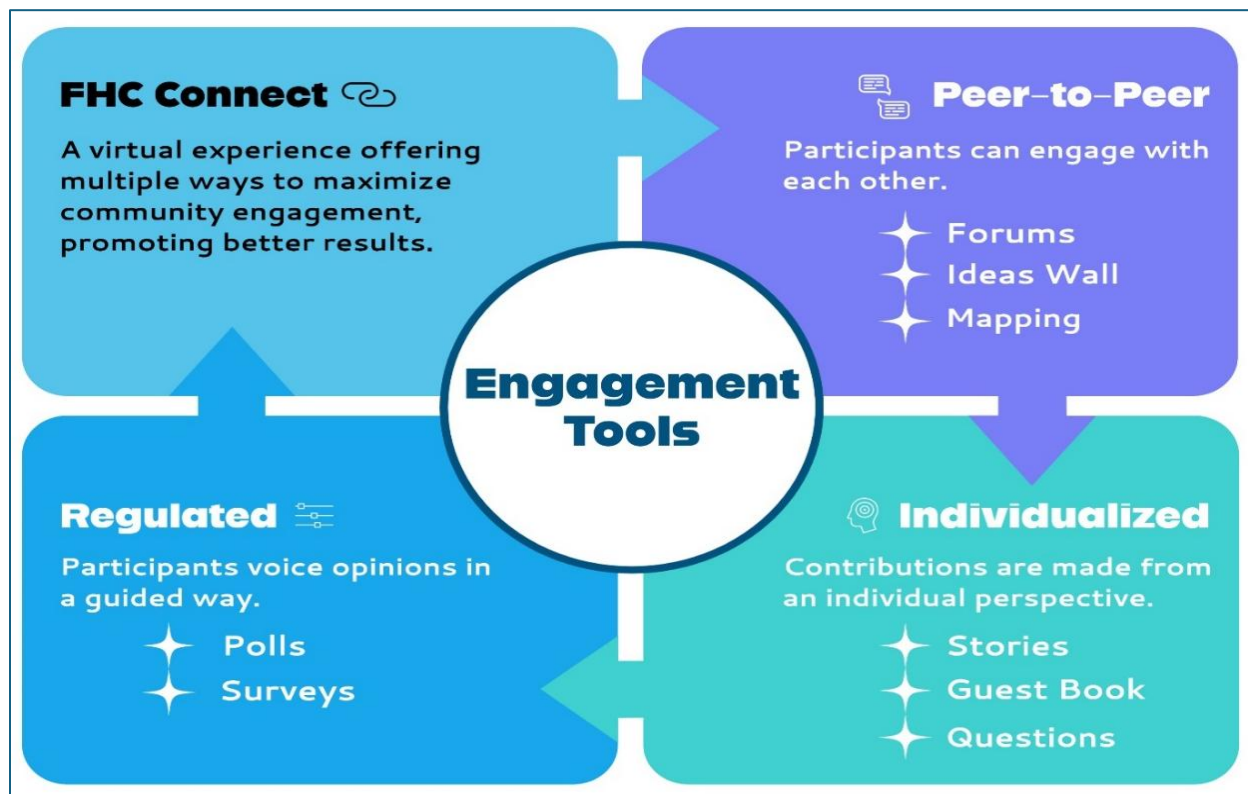 FHC Connect
A virtual experience offering
multiple ways to maximize
community engagement,
promoting better results.
Peer-to-Peer
Participants can engage with
each other.
Forums
Ideas Wall
Mapping
Engagement
Tools
Regulated
Participants voice opinions in
a guided way.
Polls
Surveys
Individualized
Contributions are made from
an individual perspective.
Stories
Guest Book
Questions